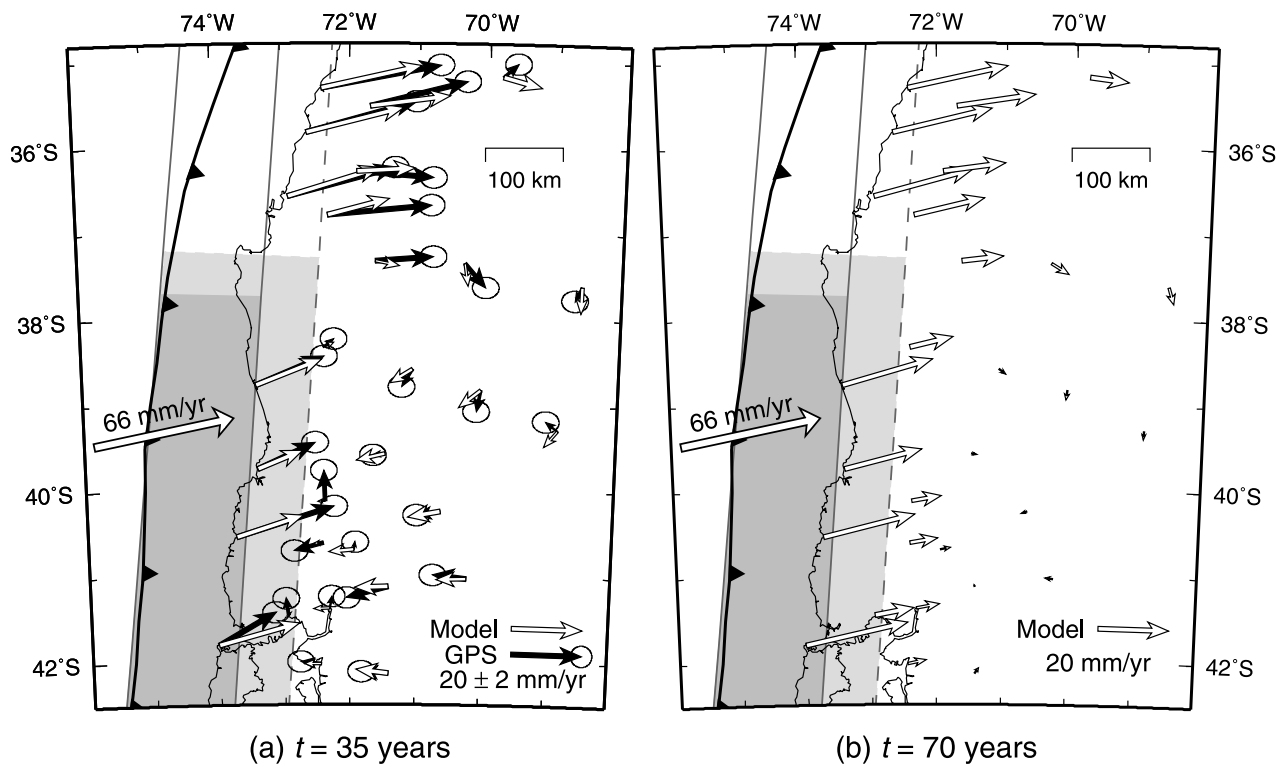 74˚W 72˚W 70˚W
36˚S
38˚S
40˚S
42˚S
100 km
66 mm/yr
Model
GPS
20 ± 2 mm/yr
(a) t = 35 years
74˚W 72˚W 70˚W
36˚S
38˚S
40˚S
42˚S
100 km
66 mm/yr
Model
20 mm/yr
(b) t = 70 years